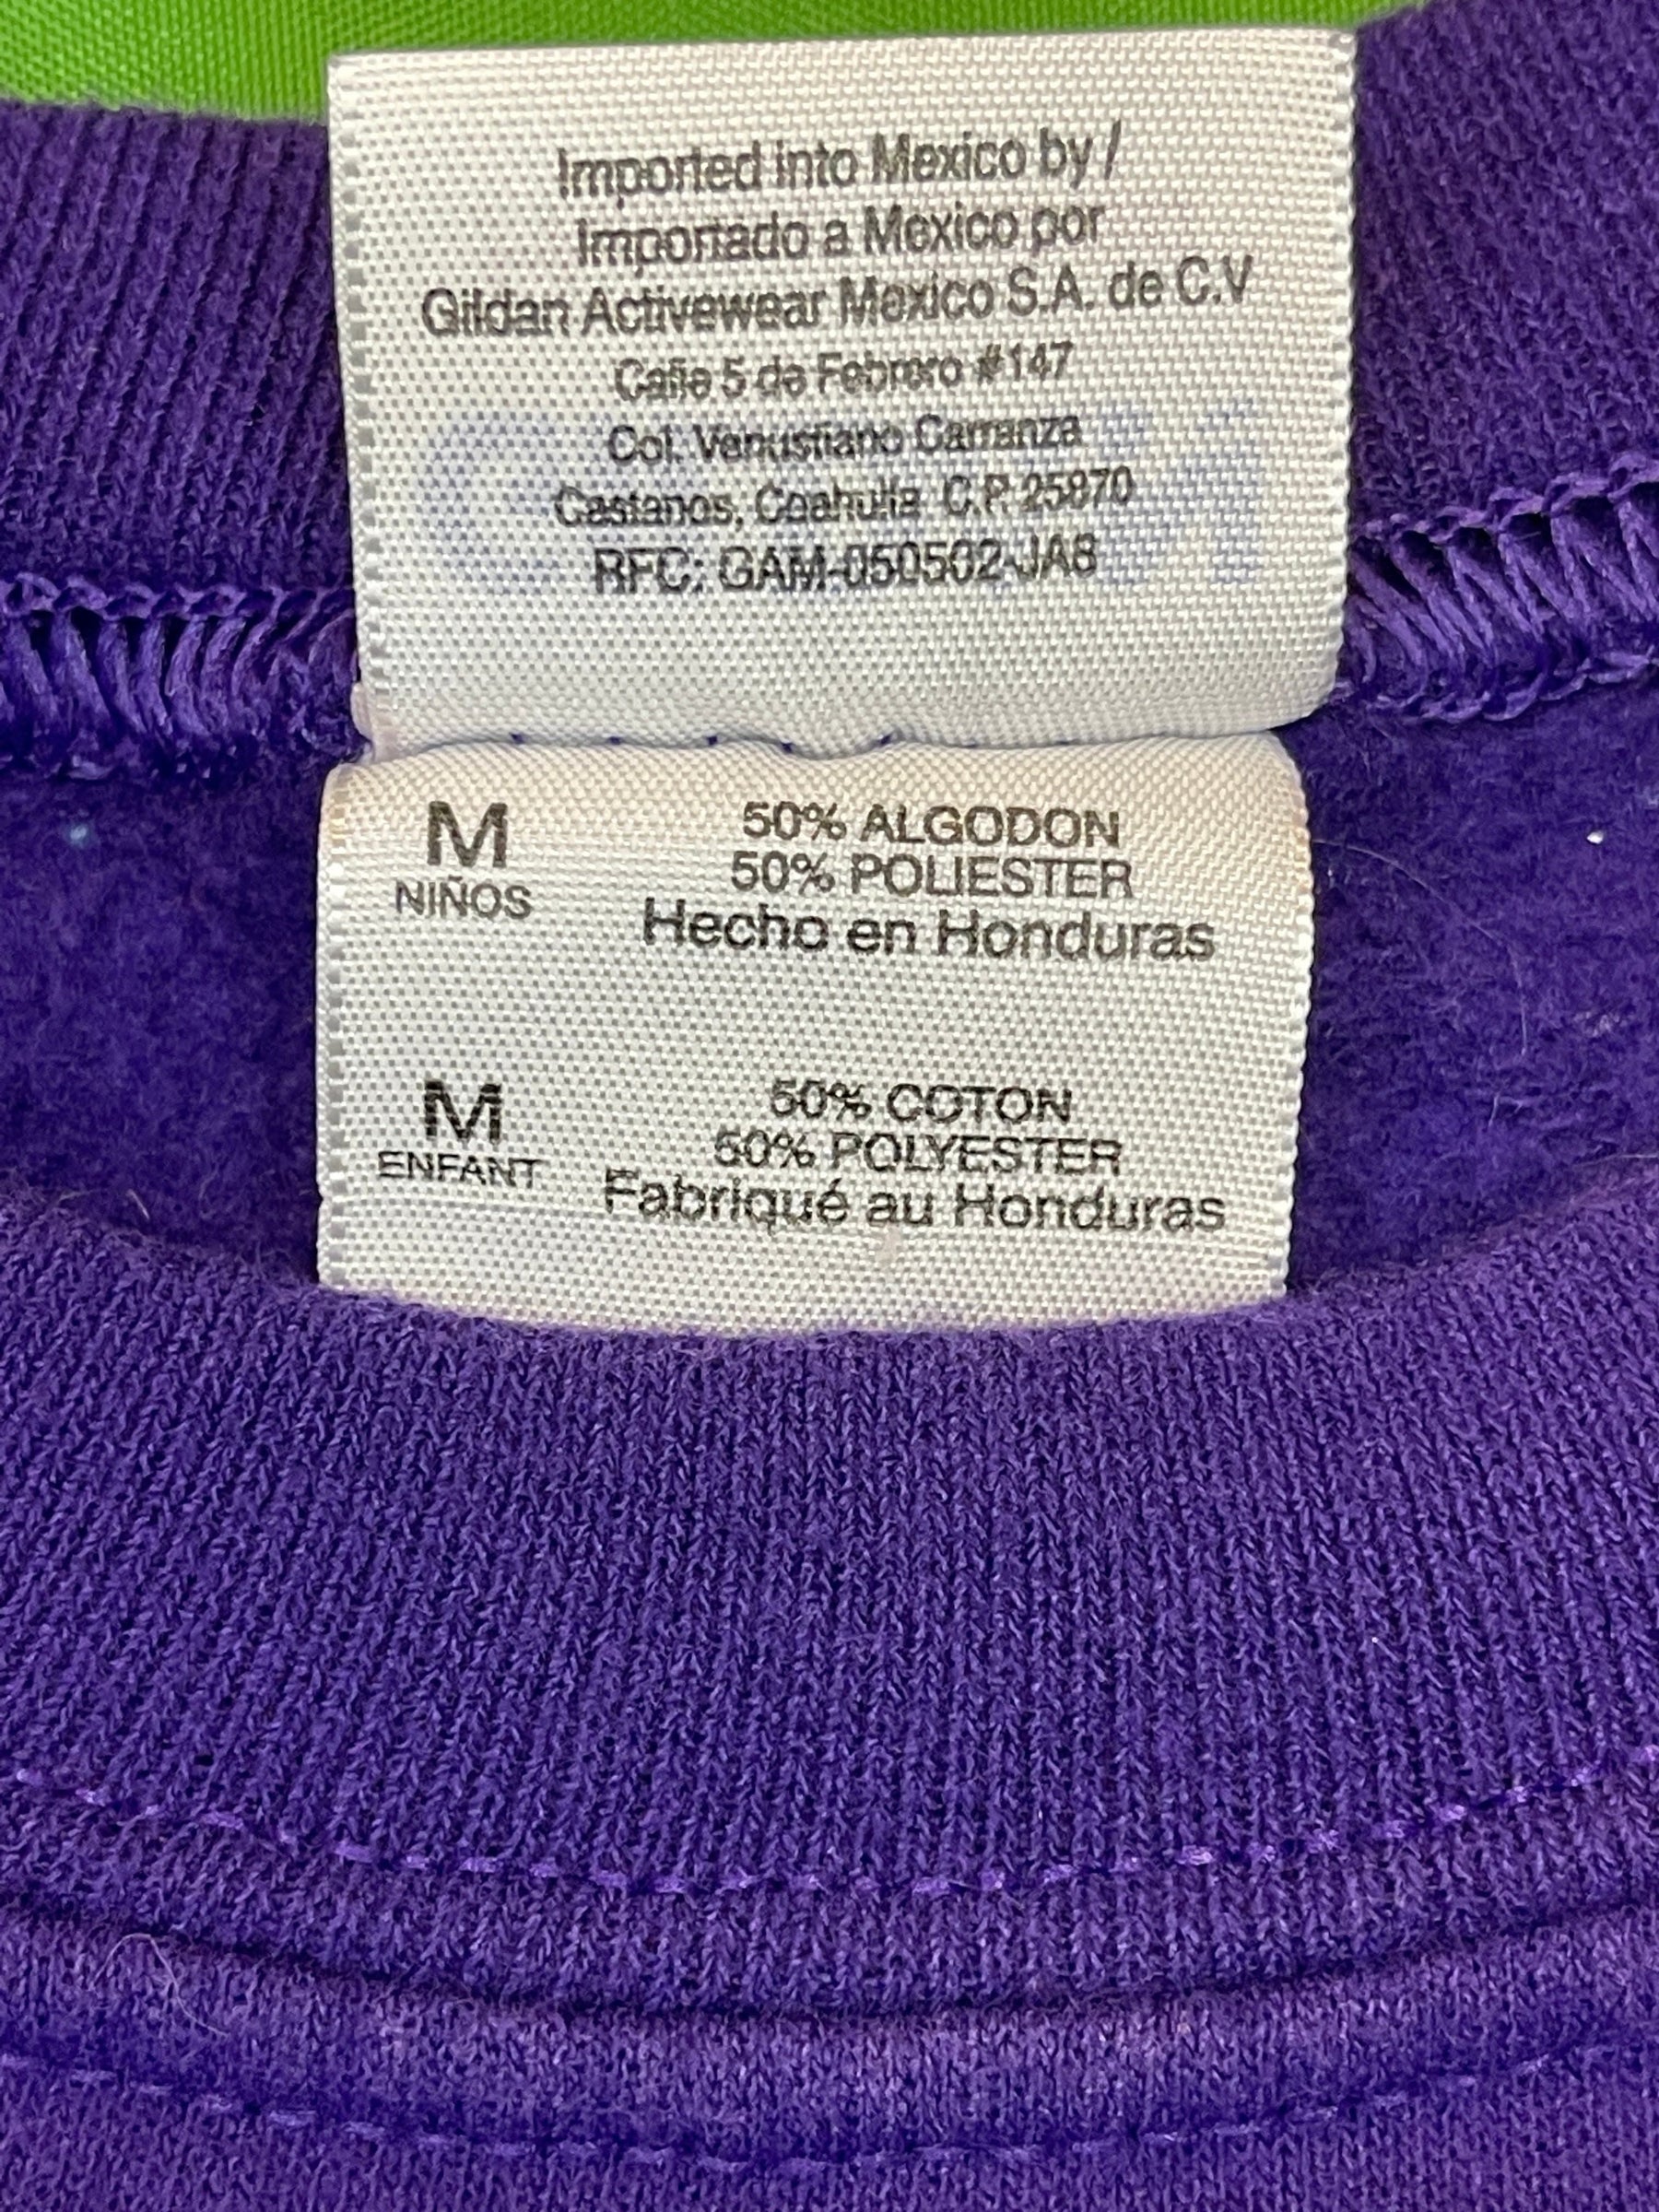 Imported into Mexico by /
Importado a Mexico por
Gildan Activewear Mexico S.A. de C.V
Calle 5 de Febrero #147
Col. Venustiano Carranza
Castanos, Coahuila C.P. 25870
RFC: GAM-050502-JA8
M
NIÑOS
50% ALGODON
50% POLIESTER
Hecho en Honduras
M
ENFANT
50% COTON
50% POLYESTER
Fabriqué au Honduras